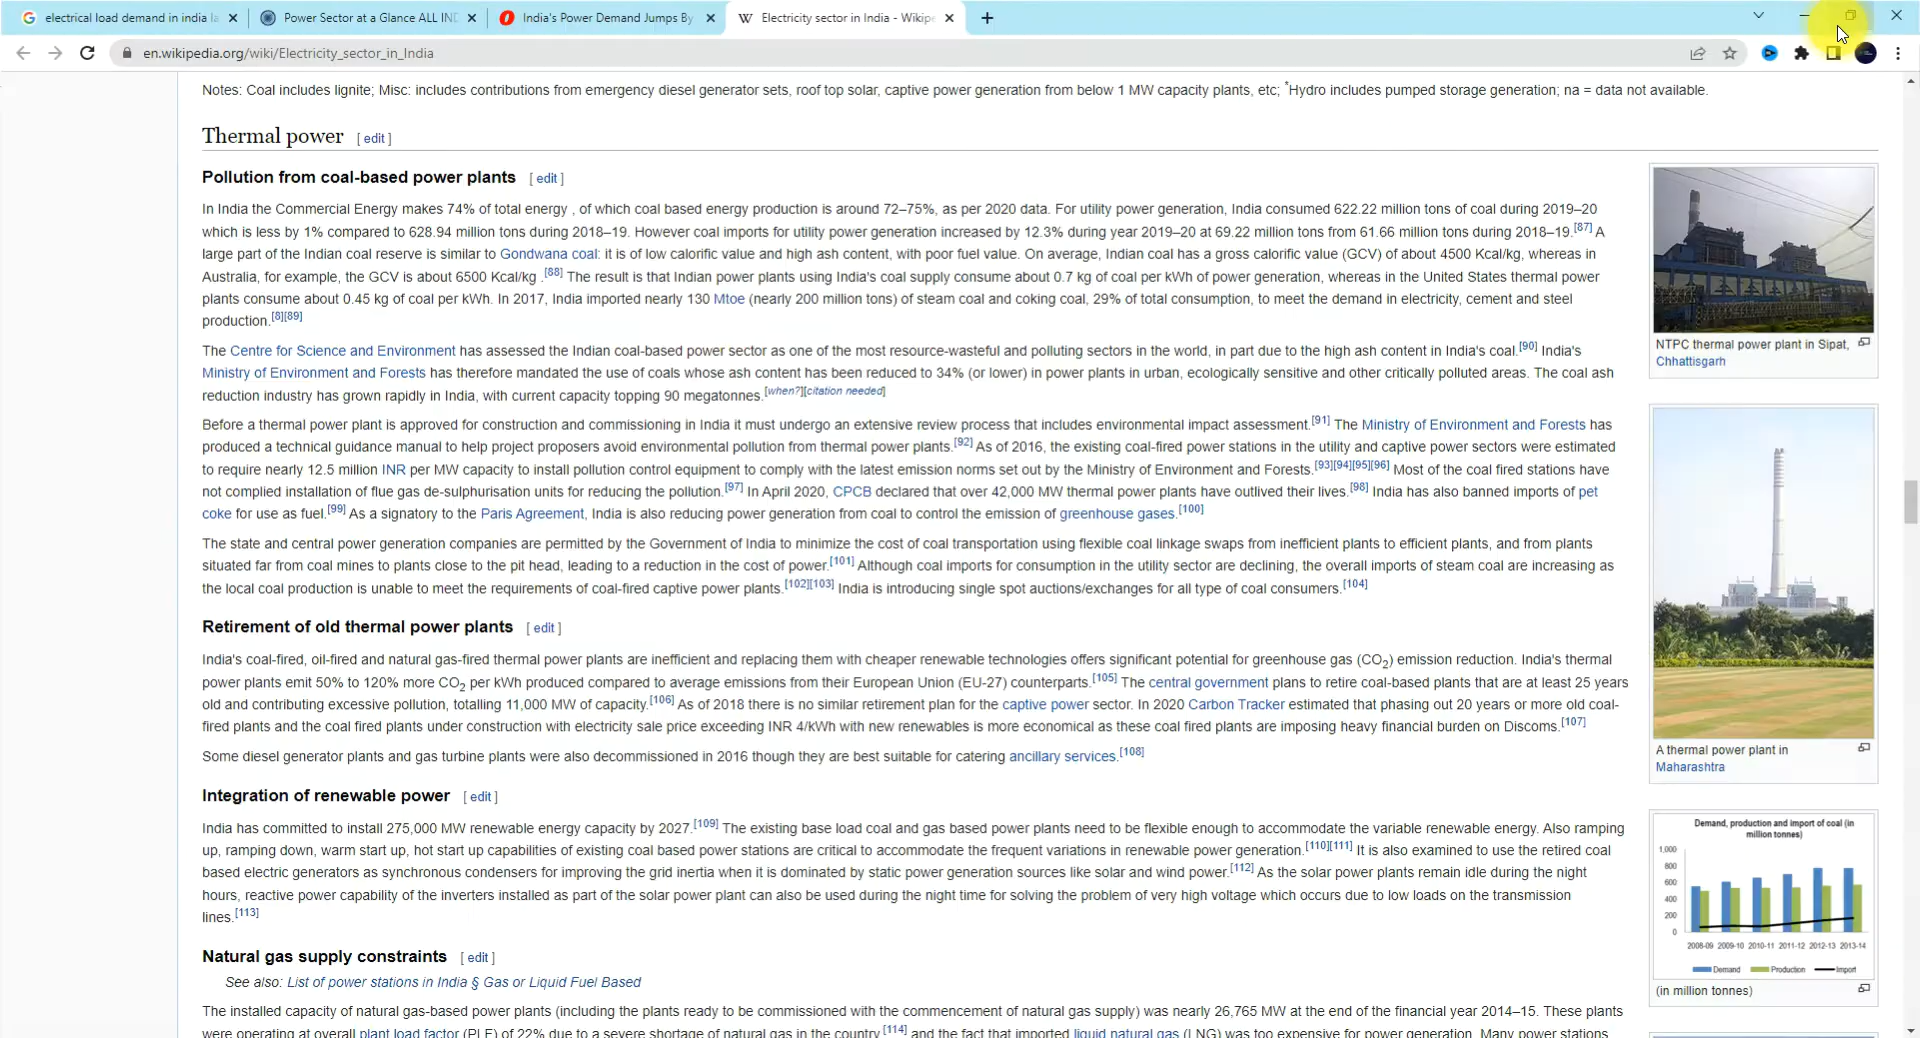 electrical load demand in india la
Power Sector at a Glance ALL IND
India's Power Demand Jumps By
Electricity sector in India - Wikipe
en.wikipedia.org/wiki/Electricity_sector_in_India
Notes: Coal includes lignite; Misc: includes contributions from emergency diesel generator sets, roof top solar, captive power generation from below 1 MW capacity plants, etc; *Hydro includes pumped storage generation; na = data not available.
Thermal power [ edit ]
Pollution from coal-based power plants [ edit ]
In India the Commercial Energy makes 74% of total energy , of which coal based energy production is around 72–75%, as per 2020 data. For utility power generation, India consumed 622.22 million tons of coal during 2019–20
which is less by 1% compared to 628.94 million tons during 2018–19. However coal imports for utility power generation increased by 12.3% during year 2019–20 at 69.22 million tons from 61.66 million tons during 2018–19.[87] A
large part of the Indian coal reserve is similar to Gondwana coal: it is of low calorific value and high ash content, with poor fuel value. On average, Indian coal has a gross calorific value (GCV) of about 4500 Kcal/kg, whereas in
Australia, for example, the GCV is about 6500 Kcal/kg .[88] The result is that Indian power plants using India's coal supply consume about 0.7 kg of coal per kWh of power generation, whereas in the United States thermal power
plants consume about 0.45 kg of coal per kWh. In 2017, India imported nearly 130 Mtoe (nearly 200 million tons) of steam coal and coking coal, 29% of total consumption, to meet the demand in electricity, cement and steel
production.[8][89]
The Centre for Science and Environment has assessed the Indian coal-based power sector as one of the most resource-wasteful and polluting sectors in the world, in part due to the high ash content in India's coal.[90] India's
Ministry of Environment and Forests has therefore mandated the use of coals whose ash content has been reduced to 34% (or lower) in power plants in urban, ecologically sensitive and other critically polluted areas. The coal ash
reduction industry has grown rapidly in India, with current capacity topping 90 megatonnes.[when?][citation needed]
Before a thermal power plant is approved for construction and commissioning in India it must undergo an extensive review process that includes environmental impact assessment.[91] The Ministry of Environment and Forests has
produced a technical guidance manual to help project proposers avoid environmental pollution from thermal power plants.[92] As of 2016, the existing coal-fired power stations in the utility and captive power sectors were estimated
to require nearly 12.5 million INR per MW capacity to install pollution control equipment to comply with the latest emission norms set out by the Ministry of Environment and Forests.[93][94][95][96] Most of the coal fired stations have
not complied installation of flue gas de-sulphurisation units for reducing the pollution.[97] In April 2020, CPCB declared that over 42,000 MW thermal power plants have outlived their lives.[98] India has also banned imports of pet
coke for use as fuel.[99] As a signatory to the Paris Agreement, India is also reducing power generation from coal to control the emission of greenhouse gases.[100]
The state and central power generation companies are permitted by the Government of India to minimize the cost of coal transportation using flexible coal linkage swaps from inefficient plants to efficient plants, and from plants
situated far from coal mines to plants close to the pit head, leading to a reduction in the cost of power.[101] Although coal imports for consumption in the utility sector are declining, the overall imports of steam coal are increasing as
the local coal production is unable to meet the requirements of coal-fired captive power plants.[102][103] India is introducing single spot auctions/exchanges for all type of coal consumers.[104]
Retirement of old thermal power plants [ edit ]
India's coal-fired, oil-fired and natural gas-fired thermal power plants are inefficient and replacing them with cheaper renewable technologies offers significant potential for greenhouse gas (CO2) emission reduction. India's thermal
power plants emit 50% to 120% more CO2 per kWh produced compared to average emissions from their European Union (EU-27) counterparts.[105] The central government plans to retire coal-based plants that are at least 25 years
old and contributing excessive pollution, totalling 11,000 MW of capacity.[106] As of 2018 there is no similar retirement plan for the captive power sector. In 2020 Carbon Tracker estimated that phasing out 20 years or more old coal-
fired plants and the coal fired plants under construction with electricity sale price exceeding INR 4/kWh with new renewables is more economical as these coal fired plants are imposing heavy financial burden on Discoms.[107]
Some diesel generator plants and gas turbine plants were also decommissioned in 2016 though they are best suitable for catering ancillary services.[108]
Integration of renewable power [ edit ]
India has committed to install 275,000 MW renewable energy capacity by 2027.[109] The existing base load coal and gas based power plants need to be flexible enough to accommodate the variable renewable energy. Also ramping
up, ramping down, warm start up, hot start up capabilities of existing coal based power stations are critical to accommodate the frequent variations in renewable power generation.[110][111] It is also examined to use the retired coal
based electric generators as synchronous condensers for improving the grid inertia when it is dominated by static power generation sources like solar and wind power.[112] As the solar power plants remain idle during the night
hours, reactive power capability of the inverters installed as part of the solar power plant can also be used during the night time for solving the problem of very high voltage which occurs due to low loads on the transmission
lines.[113]
Natural gas supply constraints [ edit ]
See also: List of power stations in India § Gas or Liquid Fuel Based
The installed capacity of natural gas-based power plants (including the plants ready to be commissioned with the commencement of natural gas supply) was nearly 26,765 MW at the end of the financial year 2014–15. These plants
were operating at overall plant load factor (PLF) of 22% due to a severe shortage of natural gas in the country,[114] and the fact that imported liquid natural gas (LNG) was too expensive for power generation. Many power stations
NTPC thermal power plant in Sipat,
Chhattisgarh
A thermal power plant in
Maharashtra
Demand, production and import of coal (in
million tonnes)
1,000
800
600
400
200
0
2008-09 2009-10 2010-11 2011-12 2012-13 2013-14
Demand Production Import
(in million tonnes)